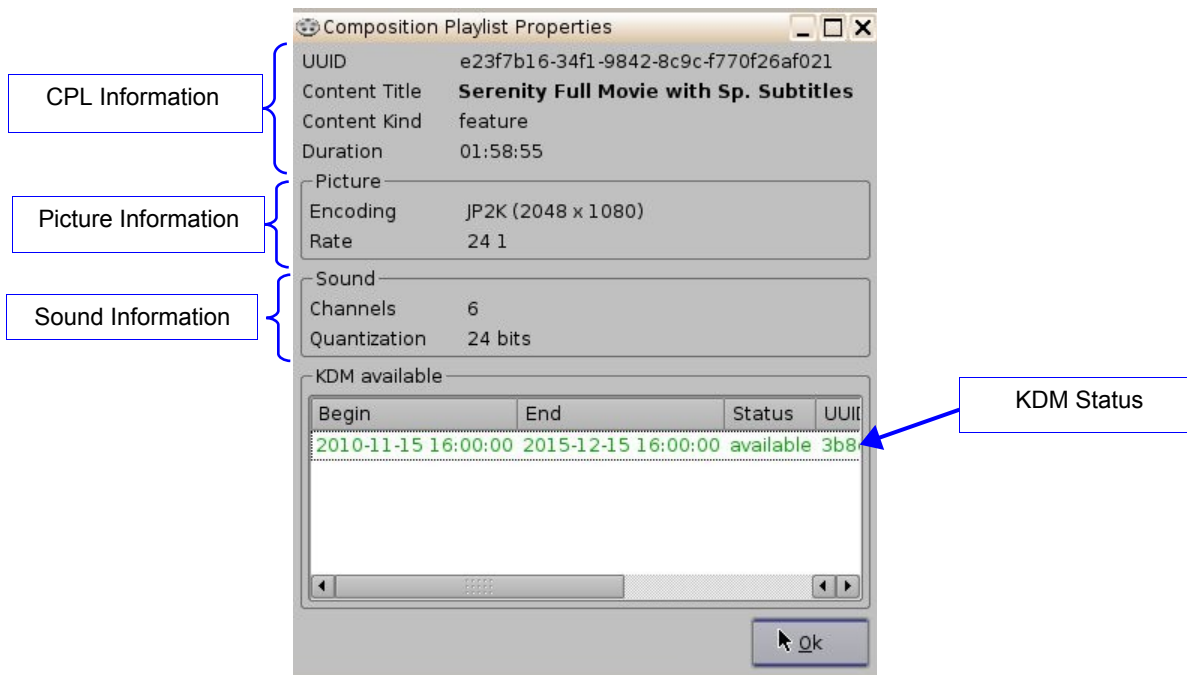 Composition Playlist Properties
CPL Information
UUID e23f7b16-34f1-9842-8c9c-f770f26af021
Content Title Serenity Full Movie with Sp. Subtitles
Content Kind feature
Duration 01:58:55
Picture Information
Picture
Encoding JP2K (2048 x 1080)
Rate 24 1
Sound Information
Sound
Channels 6
Quantization 24 bits
KDM available
Begin End Status
2010-11-15 16:00:00 2015-12-15 16:00:00 available
KDM Status
Ok